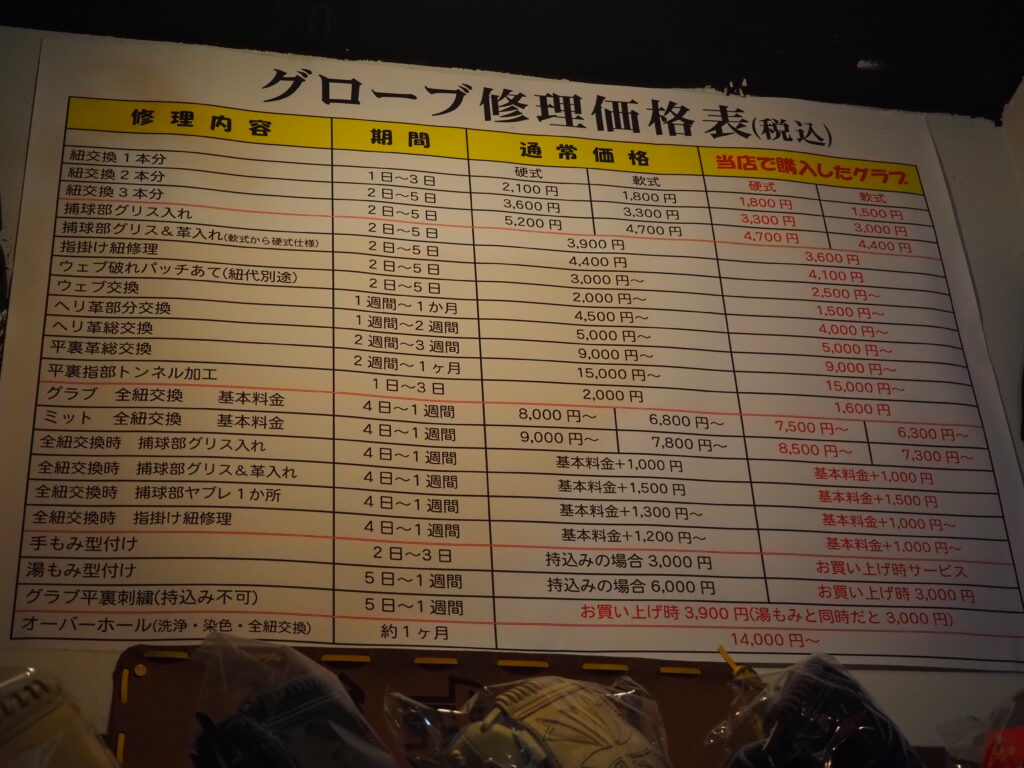 グローブ修理価格表(税込)
修理内容 期間 通常価格 当店で購入したグラブ
硬式 軟式 硬式 軟式
紐交換1本分 1日〜3日 2,100円 1,800円 1,800円 1,500円
紐交換2本分 2日〜5日 3,600円 3,300円 3,300円 3,000円
紐交換3本分 2日〜5日 5,200円 4,700円 4,700円 4,400円
捕球部グリス入れ 2日〜5日 3,900円 3,600円
捕球部グリス&革入れ(軟式から硬式仕様) 2日〜5日 4,400円 4,100円
指掛け紐修理 2日〜5日 3,000円〜 2,500円〜
ウェブ破れパッチあて(紐代別途) 2日〜5日 2,000円〜 1,500円〜
ウェブ交換 1週間〜1か月 4,500円〜 4,000円〜
ヘリ革部分交換 1週間〜2週間 5,000円〜 5,000円〜
ヘリ革総交換 2週間〜3週間 9,000円〜 9,000円〜
平裏革総交換 2週間〜1ヶ月 15,000円〜 15,000円〜
平裏指部トンネル加工 1日〜3日 2,000円 1,600円
グラブ 全紐交換 基本料金 4日〜1週間 8,000円〜 6,800円〜 7,500円〜 6,300円〜
ミット 全紐交換 基本料金 4日〜1週間 9,000円〜 7,800円〜 8,500円〜 7,300円〜
全紐交換時 捕球部グリス入れ 4日〜1週間 基本料金+1,000円 基本料金+1,000円
全紐交換時 捕球部グリス&革入れ 4日〜1週間 基本料金+1,500円 基本料金+1,500円
全紐交換時 捕球部ヤブレ1か所 4日〜1週間 基本料金+1,300円〜 基本料金+1,000円〜
全紐交換時 指掛け紐修理 4日〜1週間 基本料金+1,200円〜 基本料金+1,000円〜
手もみ型付け 2日〜3日 持込みの場合3,000円 お買い上げ時サービス
湯もみ型付け 5日〜1週間 持込みの場合6,000円 お買い上げ時3,000円
グラブ平裏刺繍(持込み不可) 5日〜1週間 お買い上げ時3,900円(湯もみと同時だと3,000円)
オーバーホール(洗浄・染色・全紐交換) 約1ヶ月 14,000円〜